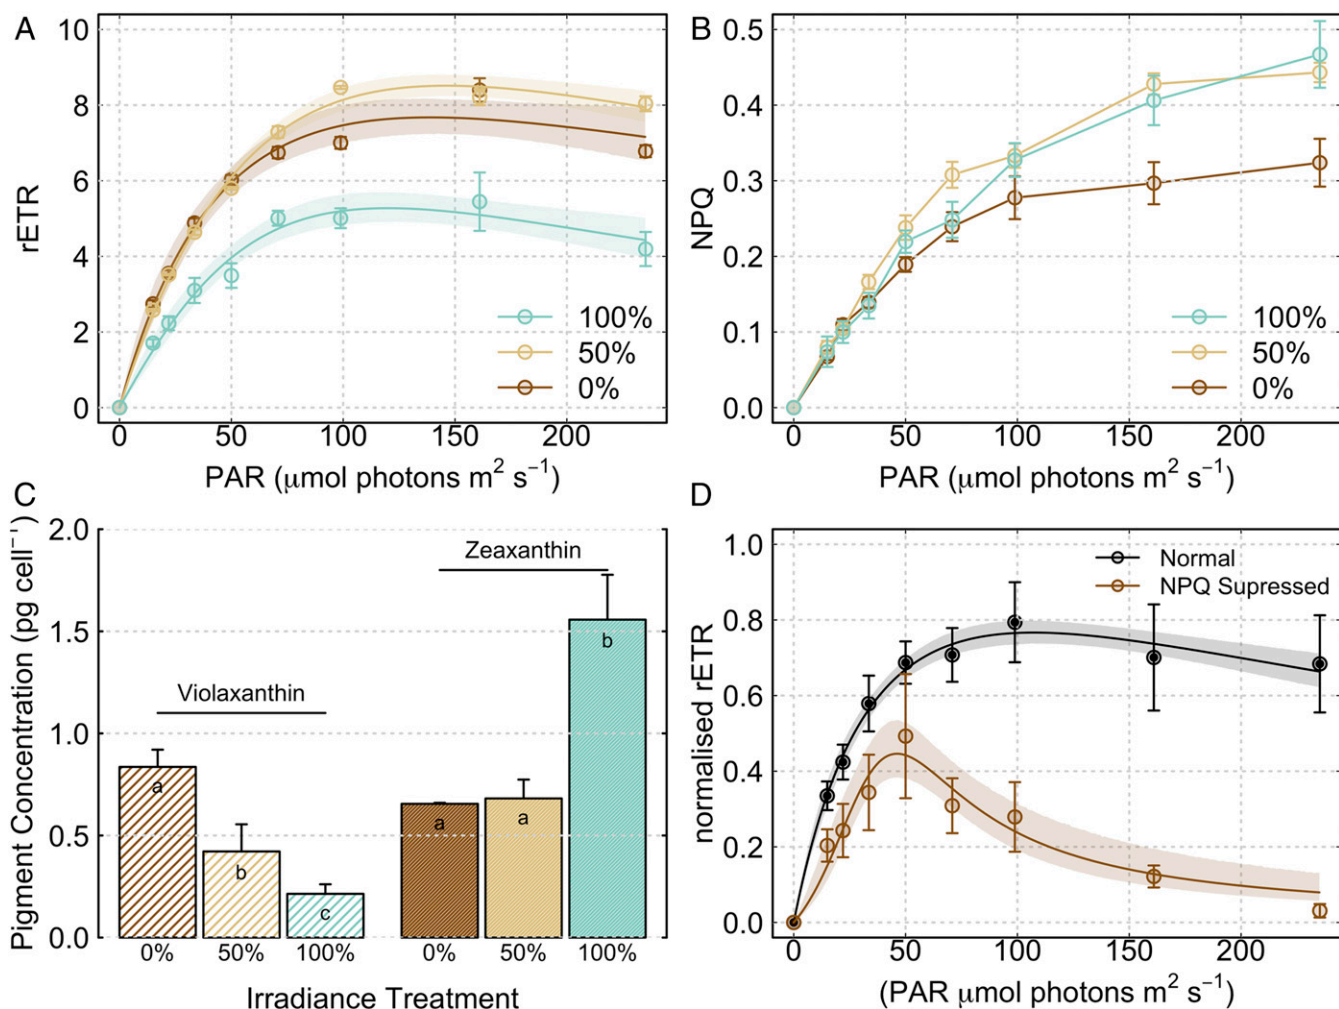 A
10
8
6
4
2
0
rETR
100%
50%
0%
0 50 100 150 200
PAR (μmol photons m² s⁻¹)
B
0.5
0.4
0.3
0.2
0.1
0.0
NPQ
100%
50%
0%
0 50 100 150 200
PAR (μmol photons m² s⁻¹)
C
2.0
1.5
1.0
0.5
0.0
Pigment Concentration (pg cell⁻¹)
Zeaxanthin
Violaxanthin
a
b
c
a
a
b
0% 50% 100% 0% 50% 100%
Irradiance Treatment
D
1.0
0.8
0.6
0.4
0.2
0.0
normalised rETR
Normal
NPQ Supressed
0 50 100 150 200
(PAR μmol photons m² s⁻¹)